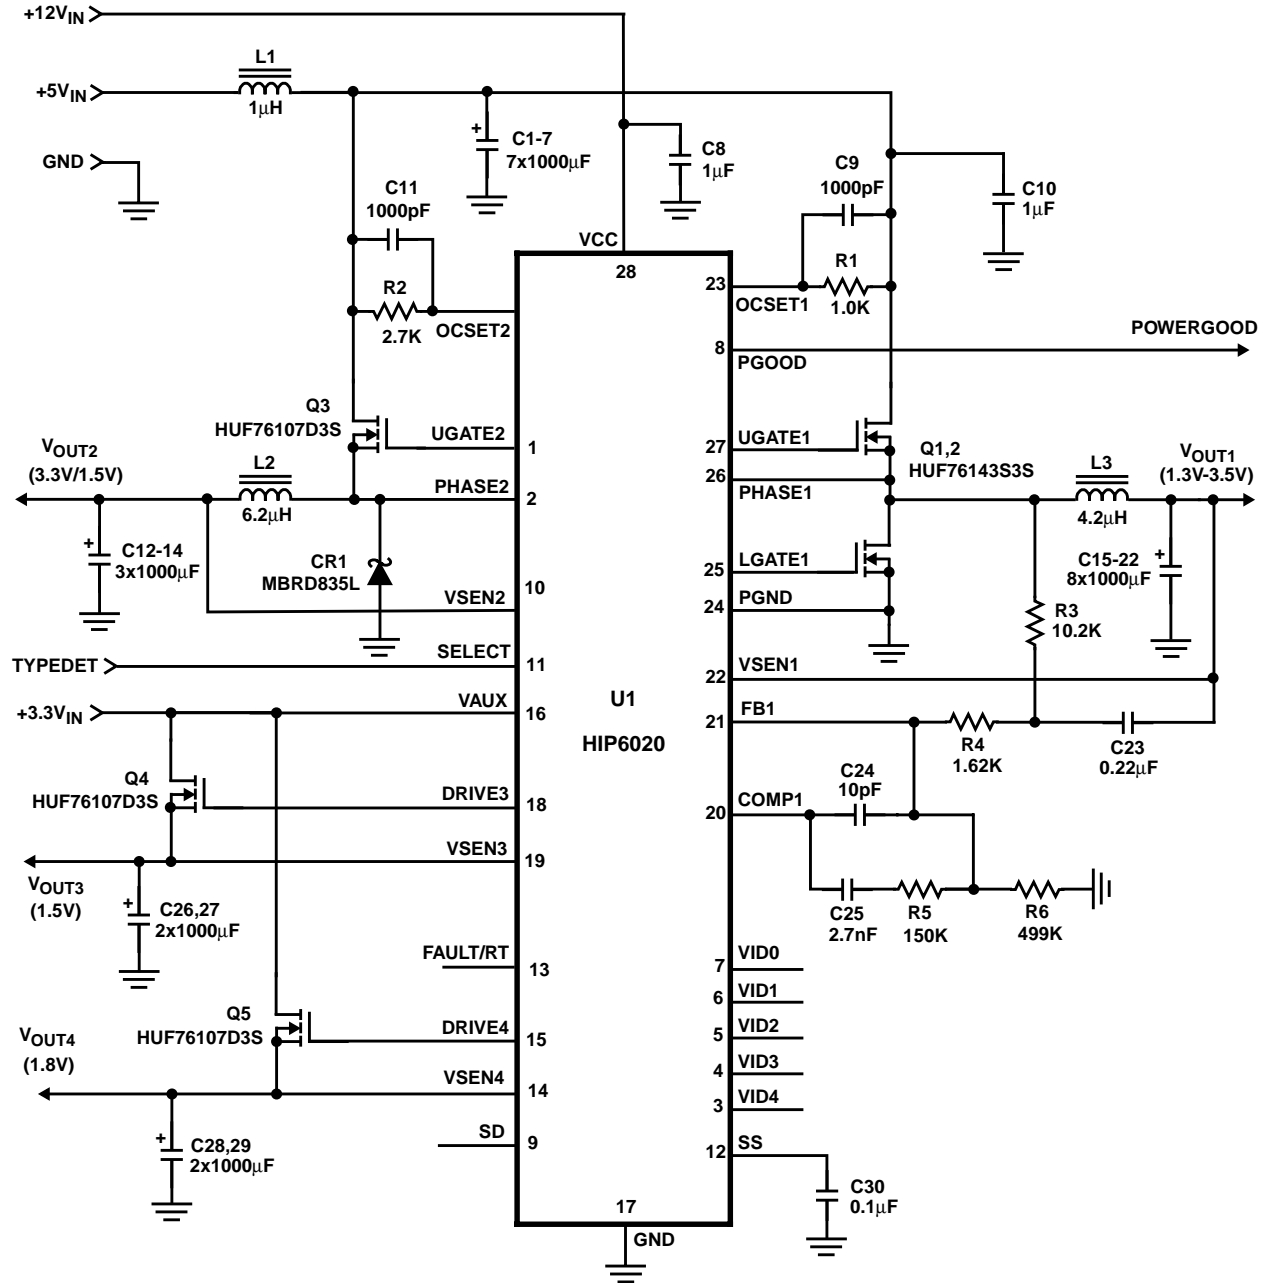 +12VIN
L1
+5VIN
1µH
GND
C1-7
7x1000µF
C8
1µF
C9
1000pF
C10
1µF
C11
1000pF
VCC
28
R2
2.7K
OCSET2
23
OCSET1
R1
1.0K
8
PGOOD
POWERGOOD
Q3
HUF76107D3S
UGATE2
1
27
UGATE1
Q1,2
HUF76143S3S
VOUT2
(3.3V/1.5V)
L2
6.2µH
PHASE2
2
26
PHASE1
L3
4.2µH
VOUT1
(1.3V-3.5V)
+
C12-14
3x1000µF
CR1
MBRD835L
10
VSEN2
25
LGATE1
24
PGND
+
C15-22
8x1000µF
R3
10.2K
TYPEDET
SELECT
11
22
VSEN1
+3.3VIN
VAUX
16
U1
HIP6020
21
FB1
R4
1.62K
C23
0.22µF
Q4
HUF76107D3S
DRIVE3
18
20
COMP1
C24
10pF
VSEN3
19
VOUT3
(1.5V)
+
C26,27
2x1000µF
C25
2.7nF
R5
150K
R6
499K
FAULT/RT
13
7
VID0
6
VID1
5
VID2
4
VID3
3
VID4
Q5
HUF76107D3S
DRIVE4
15
VOUT4
(1.8V)
VSEN4
14
+
C28,29
2x1000µF
SD
9
12
SS
C30
0.1µF
17
GND
+